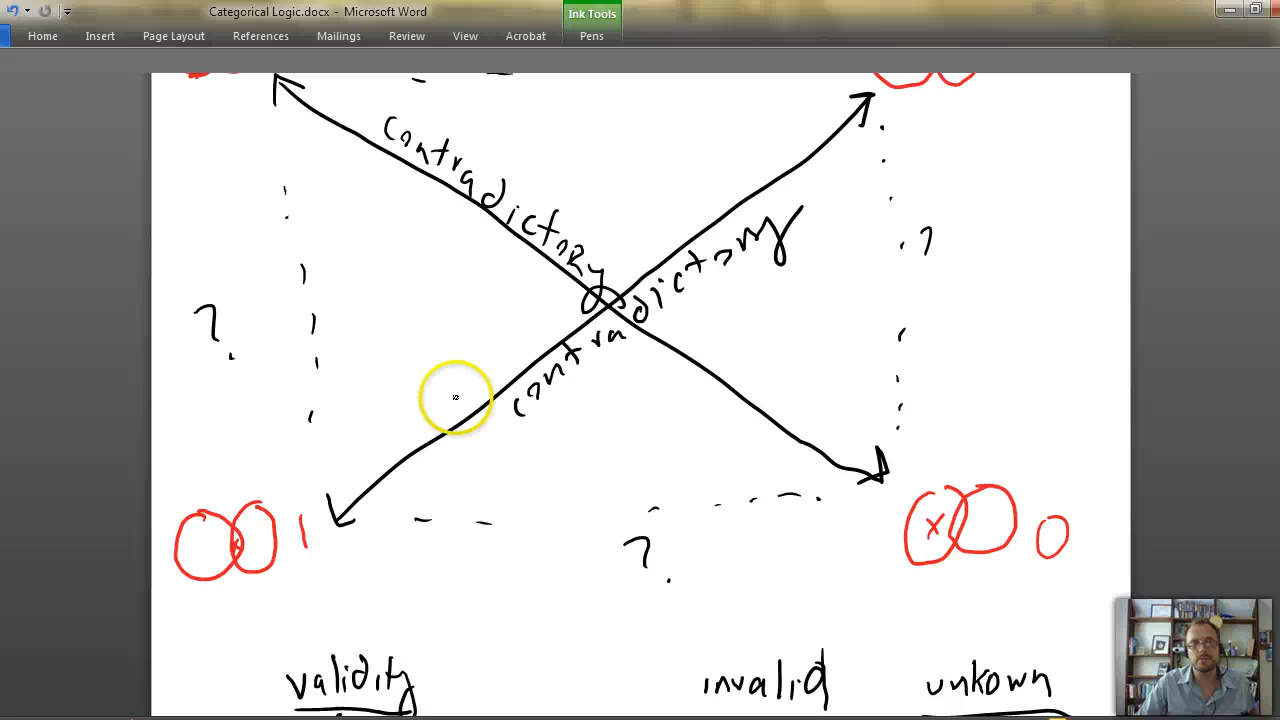 Categorical Logic.docx - Microsoft Word
Ink Tools
Home Insert Page Layout References Mailings Review View Acrobat Pens
contradictory
contradictory
?
?
I
O
?
validity
invalid
unkown